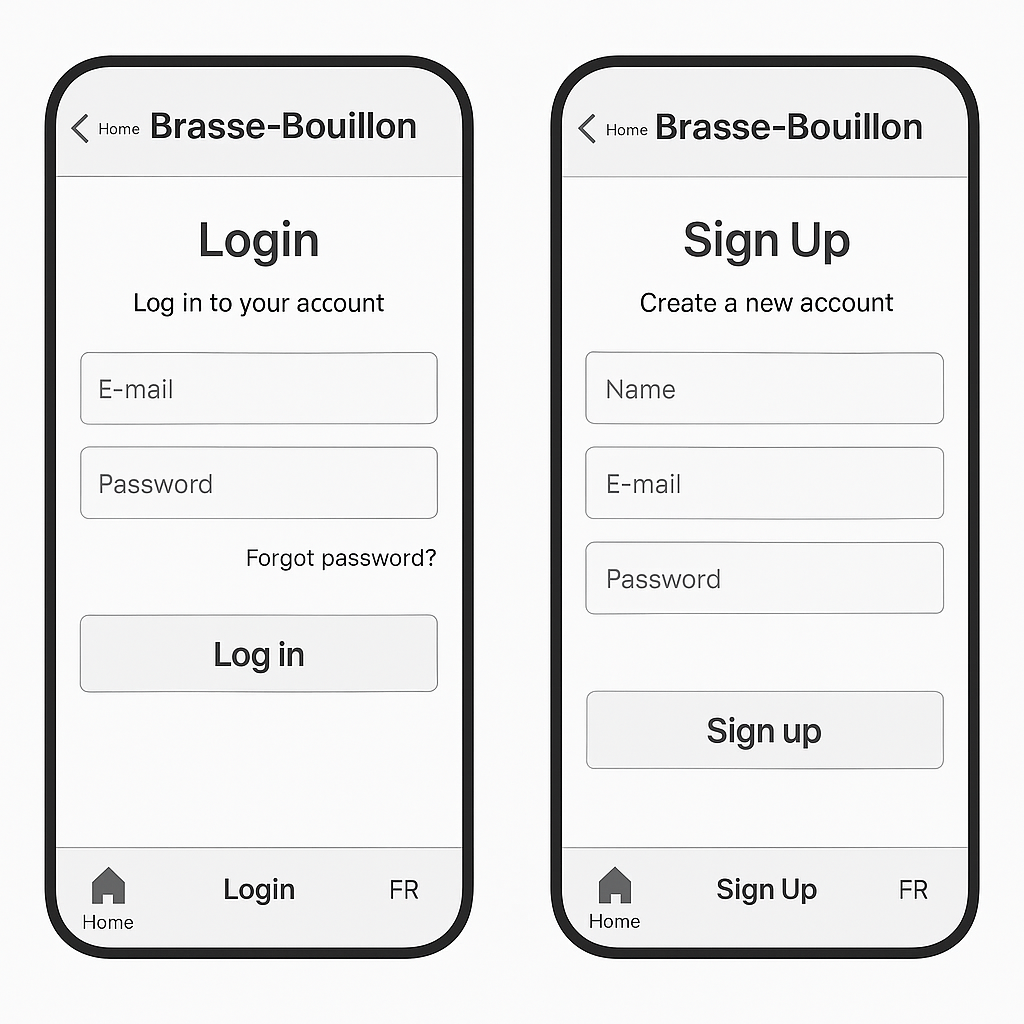 Home Brasse-Bouillon
Login
Log in to your account
E-mail
Password
Forgot password?
Log in
Home
Login
FR
Home Brasse-Bouillon
Sign Up
Create a new account
Name
E-mail
Password
Sign up
Home
Sign Up
FR